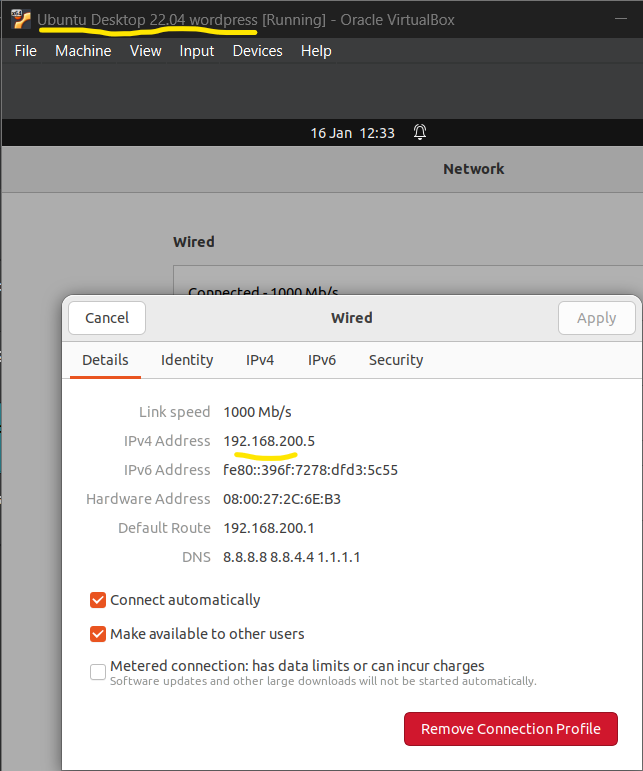 Ubuntu Desktop 22.04 wordpress [Running] - Oracle VirtualBox
File Machine View Input Devices Help
16 Jan 12:33
Network
Wired
Connected - 1000 Mb/s
Cancel Wired Apply
Details Identity IPv4 IPv6 Security
Link speed 1000 Mb/s
IPv4 Address 192.168.200.5
IPv6 Address fe80::396f:7278:dfd3:5c55
Hardware Address 08:00:27:2C:6E:B3
Default Route 192.168.200.1
DNS 8.8.8.8 8.8.4.4 1.1.1.1
Connect automatically
Make available to other users
Metered connection: has data limits or can incur charges
Software updates and other large downloads will not be started automatically.
Remove Connection Profile